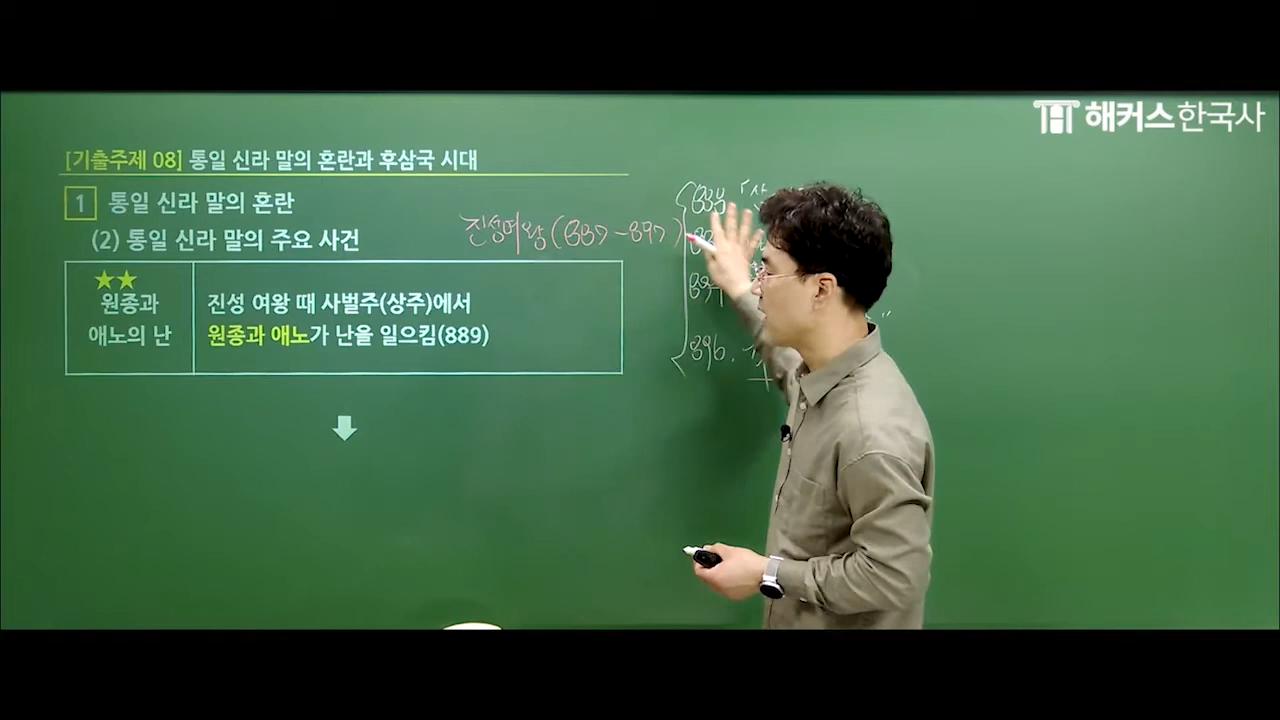 해커스한국사
[기출주제 08] 통일 신라 말의 혼란과 후삼국 시대
1 통일 신라 말의 혼란
(2) 통일 신라 말의 주요 사건
진성여왕(887-897)
888
896.
★★
원종과
애노의 난
진성 여왕 때 사벌주(상주)에서
원종과 애노가 난을 일으킴(889)